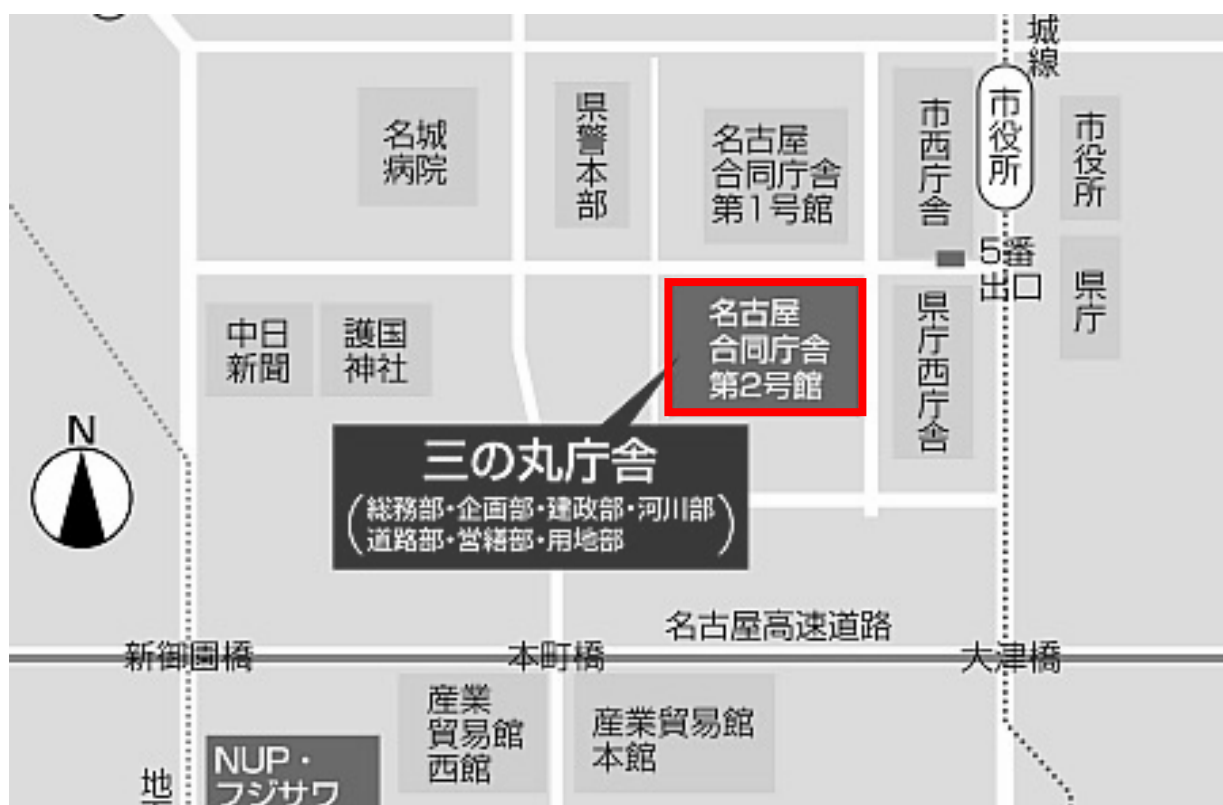 城線
名城
病院
県警本部
名古屋
合同庁舎
第1号館
市西庁舎
市役所
市役所
5番
出口
中日
新聞
護国
神社
名古屋
合同庁舎
第2号館
県庁西庁舎
県庁
N
三の丸庁舎
(総務部・企画部・建政部・河川部
道路部・営繕部・用地部)
名古屋高速道路
新御園橋
本町橋
大津橋
産業
貿易館
西館
産業貿易館
本館
NUP・
フジサワ
地